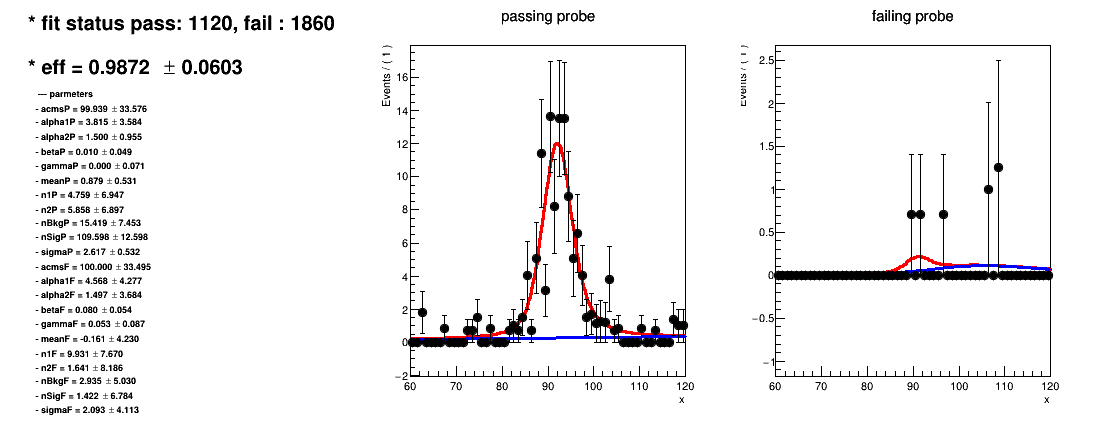 * fit status pass: 1120, fail : 1860
* eff = 0.9872 ± 0.0603
--- parmeters
- acmsP = 99.939 ± 33.576
- alpha1P = 3.815 ± 3.584
- alpha2P = 1.500 ± 0.955
- betaP = 0.010 ± 0.049
- gammaP = 0.000 ± 0.071
- meanP = 0.879 ± 0.531
- n1P = 4.759 ± 6.947
- n2P = 5.858 ± 6.897
- nBkgP = 15.419 ± 7.453
- nSigP = 109.598 ± 12.598
- sigmaP = 2.617 ± 0.532
- acmsF = 100.000 ± 33.495
- alpha1F = 4.568 ± 4.277
- alpha2F = 1.497 ± 3.684
- betaF = 0.080 ± 0.054
- gammaF = 0.053 ± 0.087
- meanF = -0.161 ± 4.230
- n1F = 9.931 ± 7.670
- n2F = 1.641 ± 8.186
- nBkgF = 2.935 ± 5.030
- nSigF = 1.422 ± 6.784
- sigmaF = 2.093 ± 4.113
passing probe
Events / ( 1 )
16
14
12
10
8
6
4
2
0
−2
60 70 80 90 100 110 120
x
failing probe
Events / ( 1
2.5
2
1.5
1
0.5
0
−0.5
−1
60 70 80 90 100 110 120
x